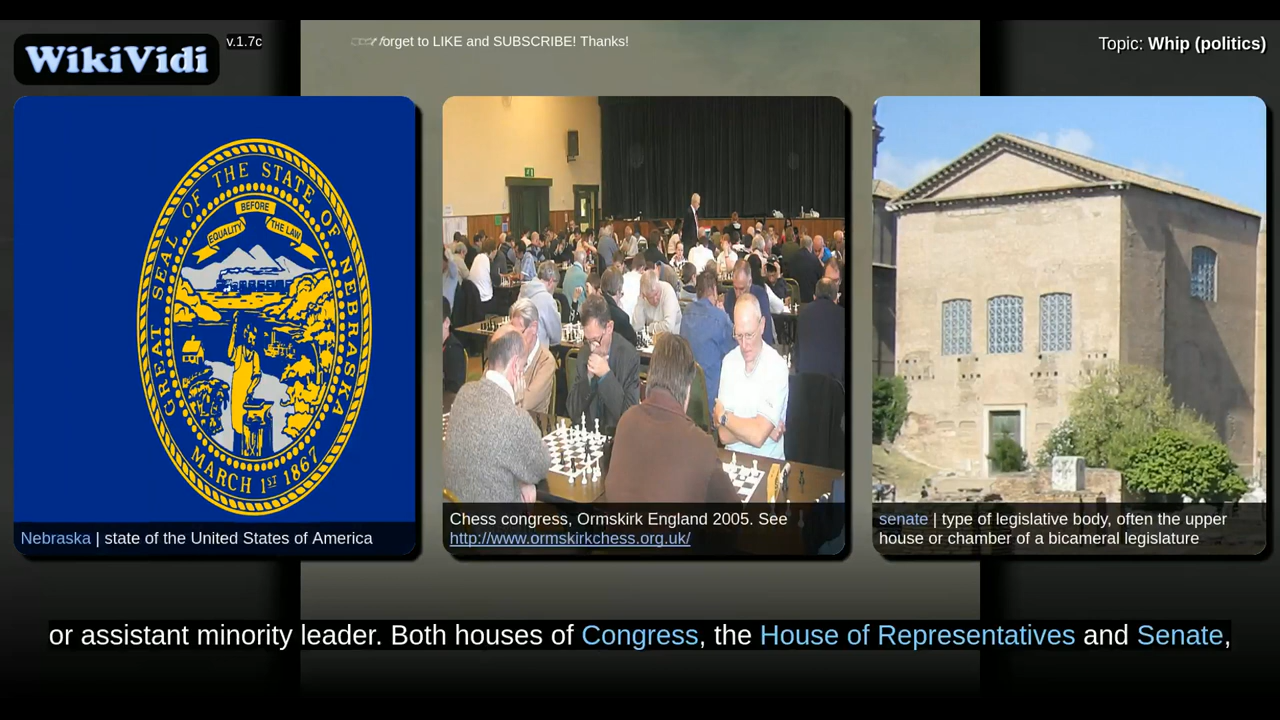 WikiVidi
v.1.7c
forget to LIKE and SUBSCRIBE! Thanks!
Topic: Whip (politics)
GREAT SEAL OF THE STATE OF NEBRASKA
EQUALITY BEFORE THE LAW
MARCH 1ST 1867
Nebraska | state of the United States of America
Chess congress, Ormskirk England 2005. See
http://www.ormskirkchess.org.uk/
senate | type of legislative body, often the upper
house or chamber of a bicameral legislature
or assistant minority leader. Both houses of Congress, the House of Representatives and Senate,